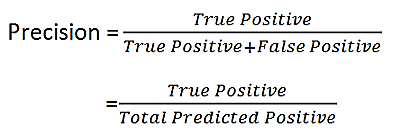 Precision = True Positive / True Positive+False Positive
= True Positive / Total Predicted Positive